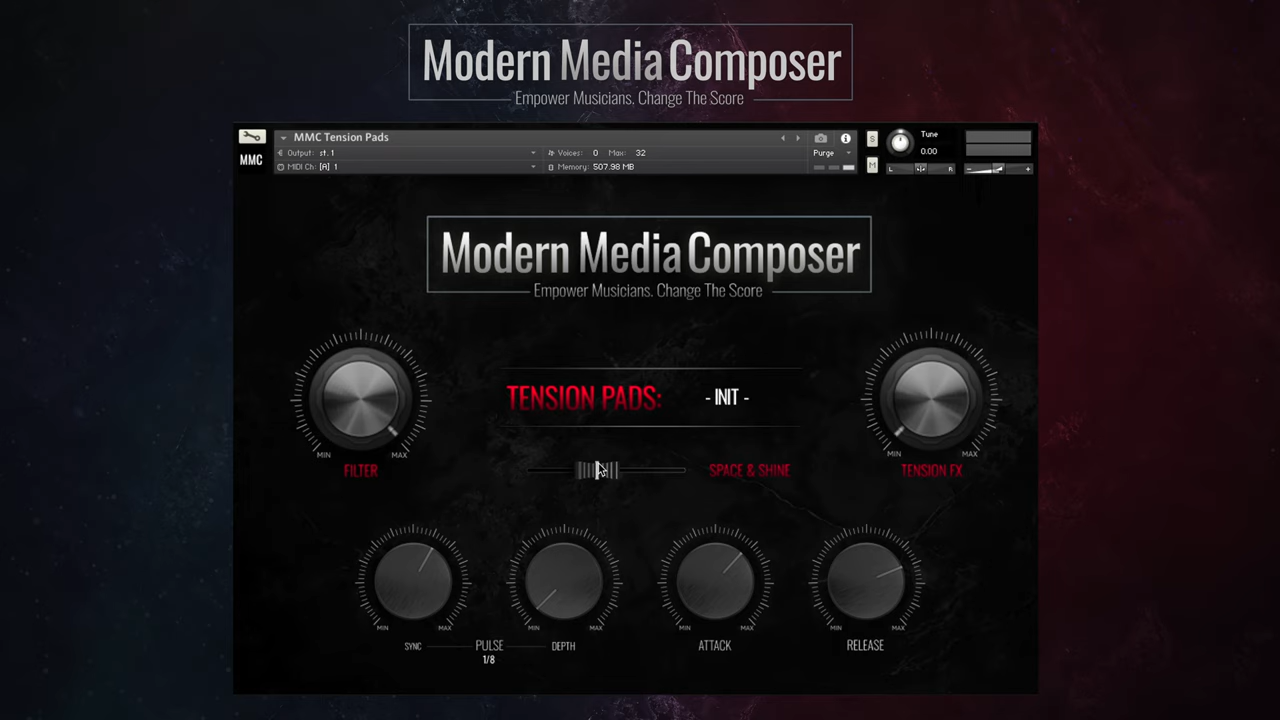 Modern Media Composer
Empower Musicians. Change The Score
MMC
MMC Tension Pads
Output: st. 1
Voices: 0 Max: 32
Purge
MIDI Ch: [A] 1
Memory: 507.98 MB
S
M
Tune
0.00
L R
- +
Modern Media Composer
Empower Musicians. Change The Score
TENSION PADS: - INIT -
MIN MAX
FILTER
SPACE & SHINE
MIN MAX
TENSION FX
MIN MAX
MIN MAX
MIN MAX
MIN MAX
SYNC PULSE DEPTH
1/8
ATTACK
RELEASE